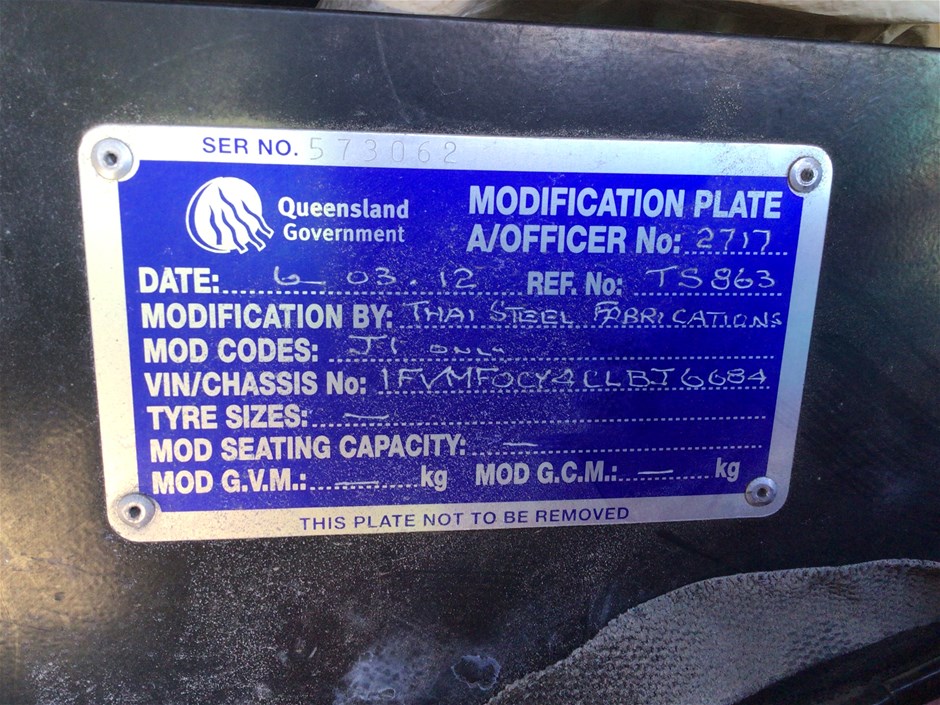 SER NO. 573062
Queensland
Government
MODIFICATION PLATE
A/OFFICER No: 2717
DATE: 6 03.12 REF. No: TS863
MODIFICATION BY: THAI STEEL FABRICATIONS
MOD CODES: J1 ONLY
VIN/CHASSIS No: 1FVMF0CY4CLBJ6684
TYRE SIZES: —
MOD SEATING CAPACITY: —
MOD G.V.M.: — kg MOD G.C.M.: — kg
THIS PLATE NOT TO BE REMOVED